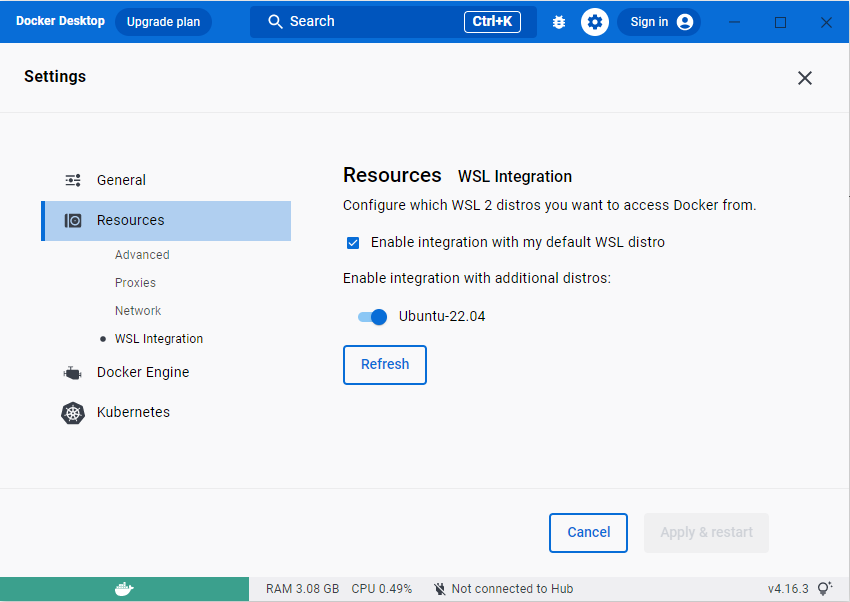 Docker Desktop Upgrade plan Search Ctrl+K Sign in
Settings
General
Resources
Advanced
Proxies
Network
WSL Integration
Docker Engine
Kubernetes
Resources WSL Integration
Configure which WSL 2 distros you want to access Docker from.
Enable integration with my default WSL distro
Enable integration with additional distros:
Ubuntu-22.04
Refresh
Cancel Apply & restart
RAM 3.08 GB CPU 0.49% Not connected to Hub v4.16.3